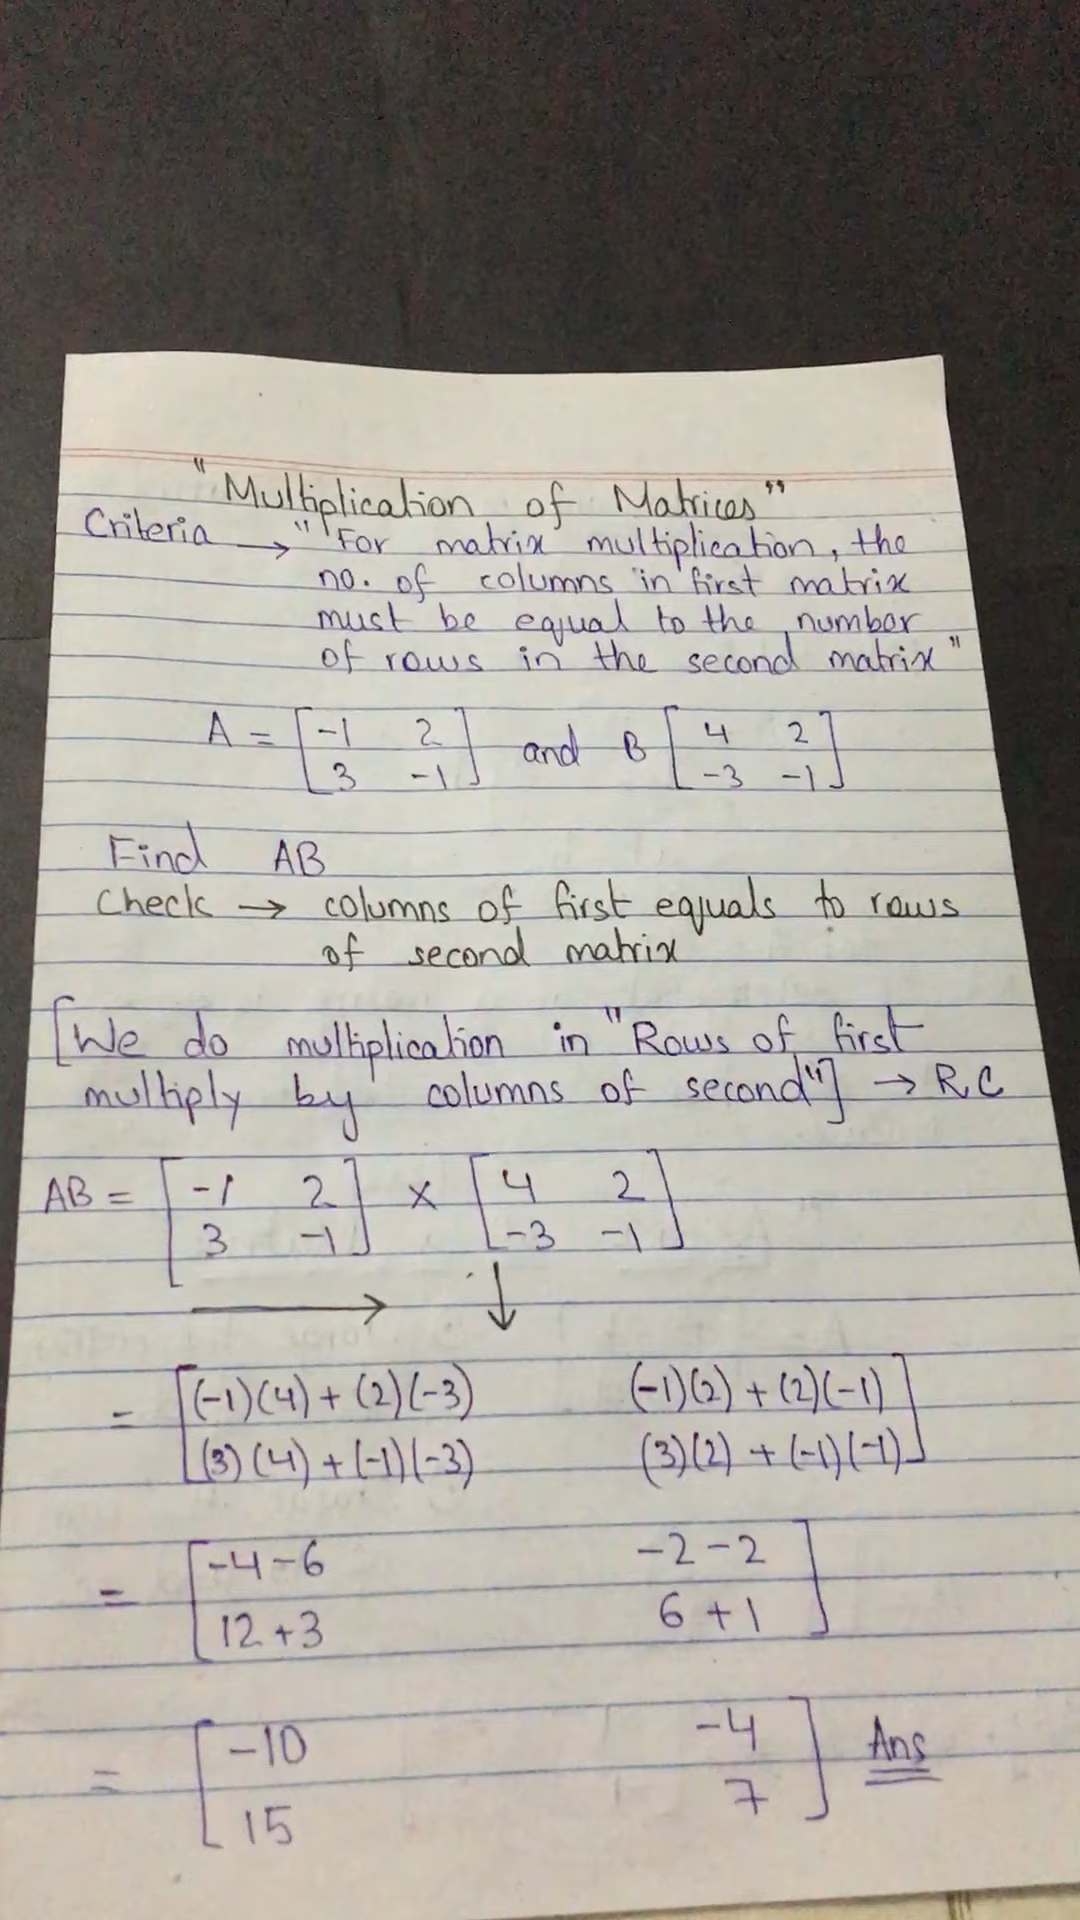 "Multiplication of Matrices"
Criteria → "For matrix multiplication, the
no. of columns in first matrix
must be equal to the number
of rows in the second matrix"
A = [-1 2] and B [4 2]
[3 -1] [-3 -1]
Find AB
Check → columns of first equals to rows
of second matrix
[We do multiplication in "Rows of first
multiply by columns of second"] → RC
AB = [-1 2] × [4 2]
[3 -1] [-3 -1]
→ ↓
= [(-1)(4) + (2)(-3) (-1)(2) + (2)(-1)]
[(3)(4) + (-1)(-3) (3)(2) + (-1)(-1)]
= [-4-6 -2-2]
[12+3 6+1]
= [-10 -4] Ans
[15 7]